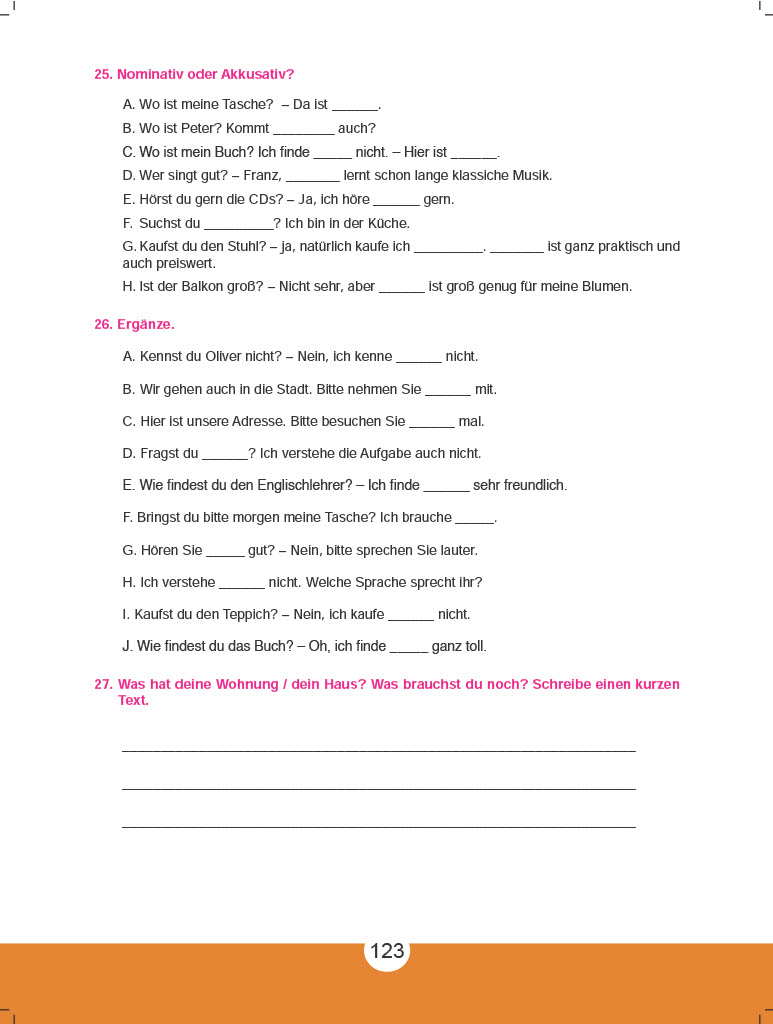 25. Nominativ oder Akkusativ?
A. Wo ist meine Tasche? – Da ist ______.
B. Wo ist Peter? Kommt ________ auch?
C. Wo ist mein Buch? Ich finde _____ nicht. – Hier ist ______.
D. Wer singt gut? – Franz, _______ lernt schon lange klassiche Musik.
E. Hörst du gern die CDs? – Ja, ich höre ______ gern.
F. Suchst du _________? Ich bin in der Küche.
G. Kaufst du den Stuhl? – ja, natürlich kaufe ich _________. _______ ist ganz praktisch und
auch preiswert.
H. Ist der Balkon groß? – Nicht sehr, aber ______ ist groß genug für meine Blumen.
26. Ergänze.
A. Kennst du Oliver nicht? – Nein, ich kenne ______ nicht.
B. Wir gehen auch in die Stadt. Bitte nehmen Sie ______ mit.
C. Hier ist unsere Adresse. Bitte besuchen Sie ______ mal.
D. Fragst du ______? Ich verstehe die Aufgabe auch nicht.
E. Wie findest du den Englischlehrer? – Ich finde ______ sehr freundlich.
F. Bringst du bitte morgen meine Tasche? Ich brauche _____.
G. Hören Sie _____ gut? – Nein, bitte sprechen Sie lauter.
H. Ich verstehe ______ nicht. Welche Sprache sprecht ihr?
I. Kaufst du den Teppich? – Nein, ich kaufe ______ nicht.
J. Wie findest du das Buch? – Oh, ich finde _____ ganz toll.
27. Was hat deine Wohnung / dein Haus? Was brauchst du noch? Schreibe einen kurzen
Text.
123